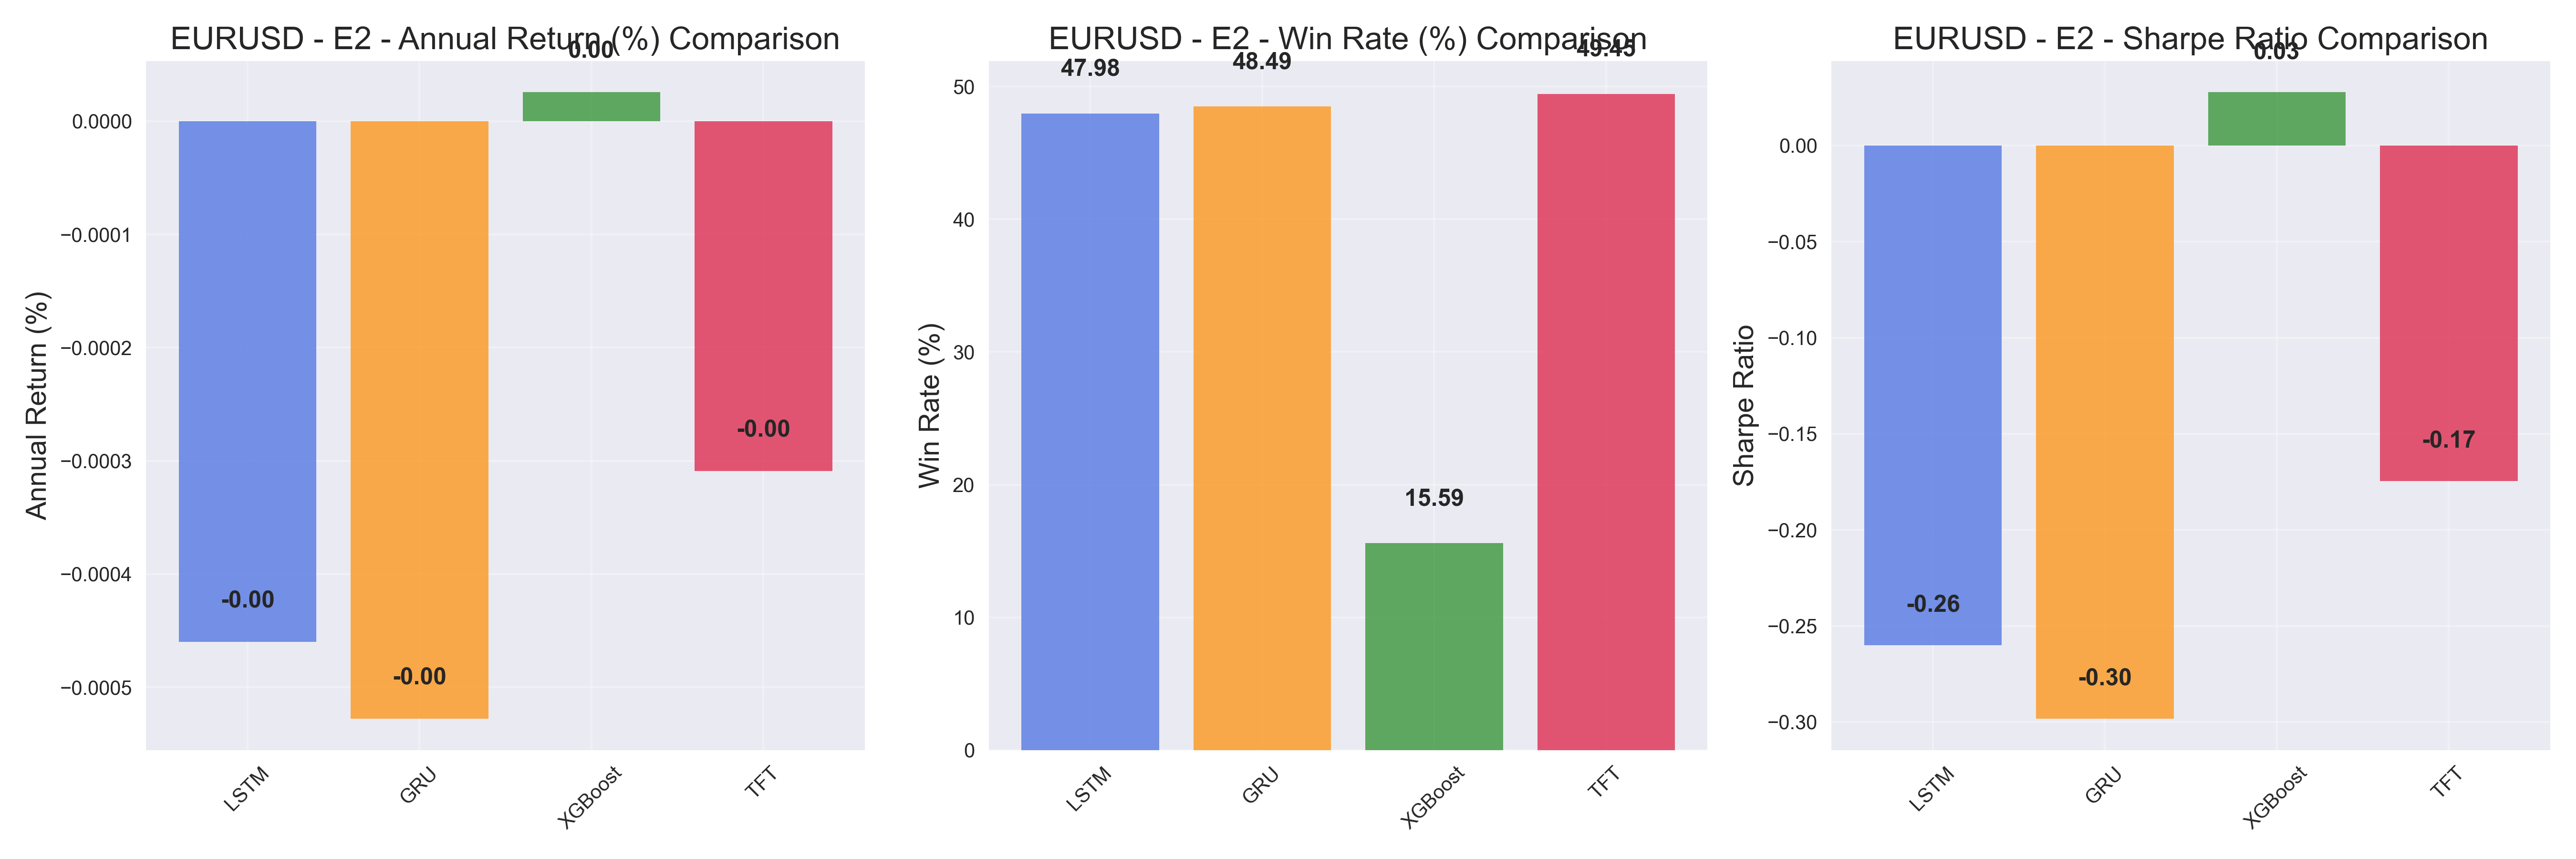 EURUSD - E2 - Annual Return (%) Comparison
0.00
0.0000
−0.0001
−0.0002
−0.0003
−0.0004
−0.0005
Annual Return (%)
-0.00
-0.00
-0.00
LSTM
GRU
XGBoost
TFT
EURUSD - E2 - Win Rate (%) Comparison
47.98
48.49
49.45
15.59
50
40
30
20
10
0
Win Rate (%)
LSTM
GRU
XGBoost
TFT
EURUSD - E2 - Sharpe Ratio Comparison
0.03
0.00
−0.05
−0.10
−0.15
−0.20
−0.25
−0.30
Sharpe Ratio
-0.26
-0.30
-0.17
LSTM
GRU
XGBoost
TFT